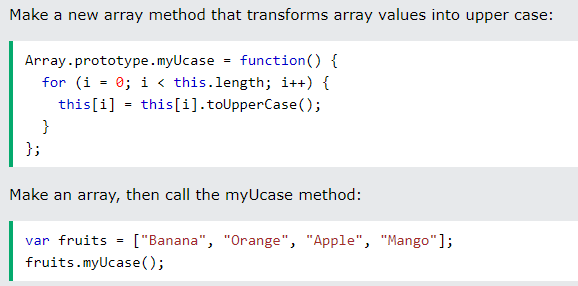 Make a new array method that transforms array values into upper case:
Array.prototype.myUcase = function() {
  for (i = 0; i < this.length; i++) {
    this[i] = this[i].toUpperCase();
  }
};
Make an array, then call the myUcase method:
var fruits = ["Banana", "Orange", "Apple", "Mango"];
fruits.myUcase();